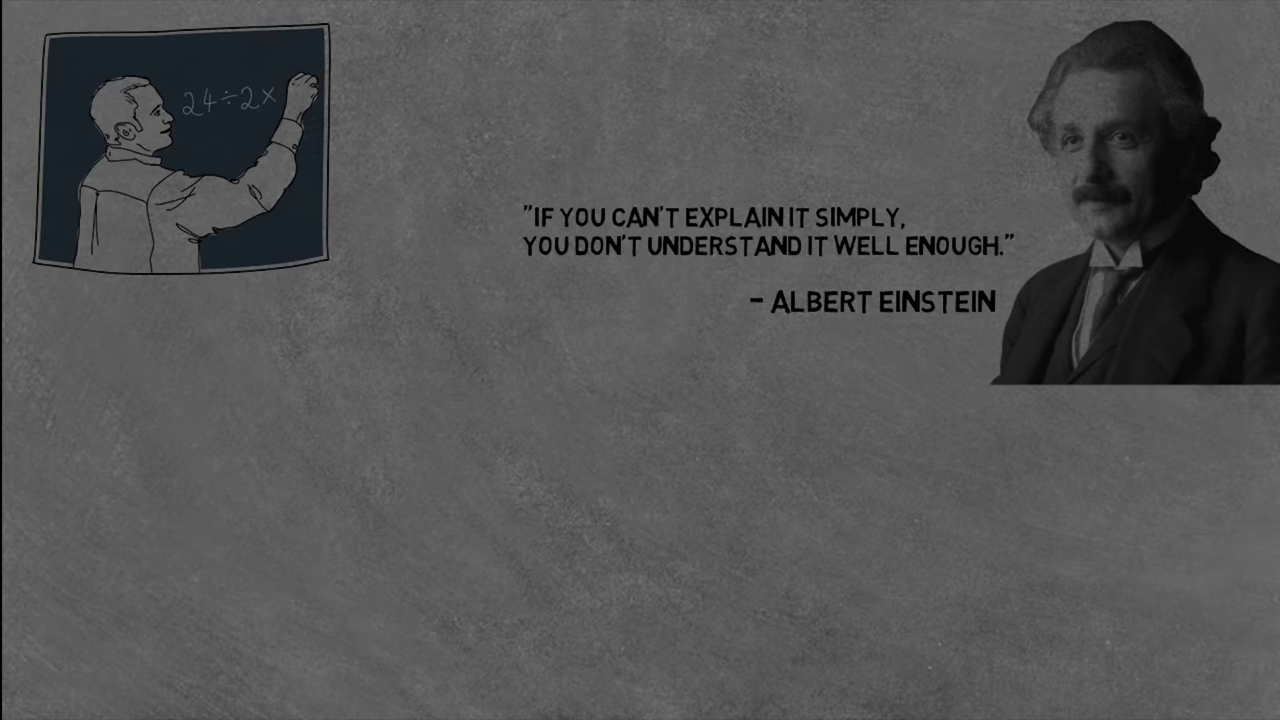 24÷2x
"IF YOU CAN'T EXPLAIN IT SIMPLY,
YOU DON'T UNDERSTAND IT WELL ENOUGH."
- ALBERT EINSTEIN